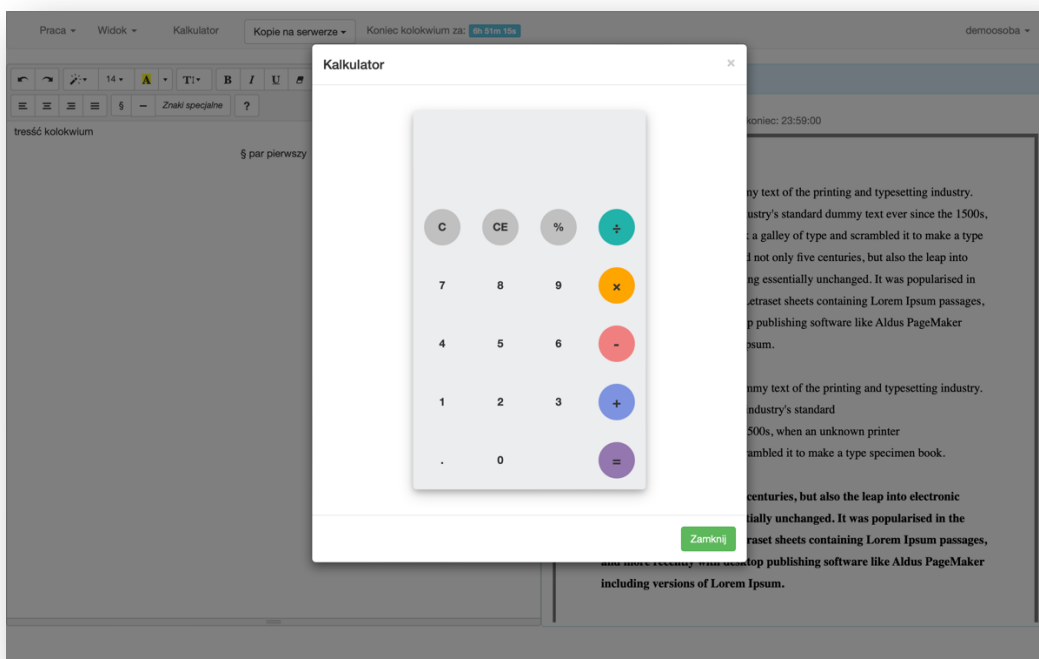 Praca Widok Kalkulator Kopie na serwerze Koniec kolokwium za: 6h 51m 15s demoosoba
Kalkulator ×
14 A T B I U
§ – Znaki specjalne ?
koniec: 23:59:00
tresść kolokwium
§ par pierwszy
my text of the printing and typesetting industry.
ustry's standard dummy text ever since the 1500s,
a galley of type and scrambled it to make a type
not only five centuries, but also the leap into
ng essentially unchanged. It was popularised in
etraset sheets containing Lorem Ipsum passages,
p publishing software like Aldus PageMaker
psum.
C CE % ÷
7 8 9 ×
4 5 6 -
1 2 3 +
. 0 =
mmy text of the printing and typesetting industry.
industry's standard
500s, when an unknown printer
ambled it to make a type specimen book.
centuries, but also the leap into electronic
tially unchanged. It was popularised in the
raset sheets containing Lorem Ipsum passages,
and more recently with desktop publishing software like Aldus PageMaker
including versions of Lorem Ipsum.
Zamknij